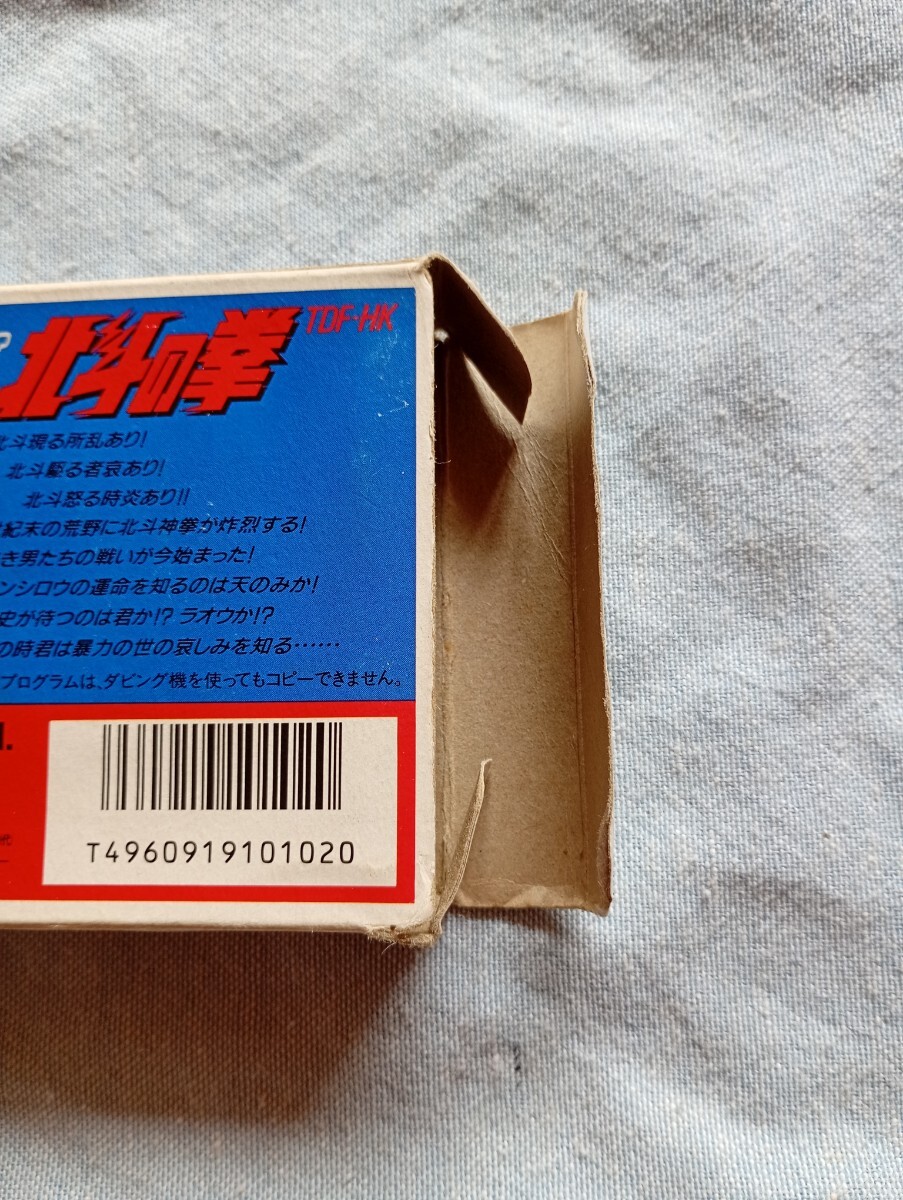 北斗の拳 TDF-HK
北斗現る所乱あり!
北斗駆る者哀あり!
北斗怒る時炎あり!!
紀末の荒野に北斗神拳が炸烈する!
き男たちの戦いが今始まった!
ンシロウの運命を知るのは天のみか!
史が待つのは君か!? ラオウか!?
の時君は暴力の世の哀しみを知る……
プログラムは、ダビング機を使ってもコピーできません。
T4960919101020